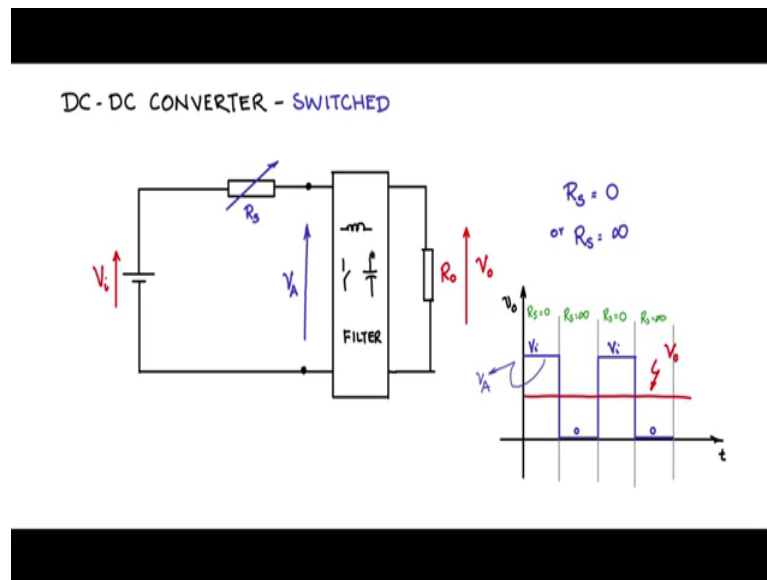 DC-DC CONVERTER - SWITCHED
Rs
Rs = 0
or Rs = ∞
Vi
VA
Ro
Vo
FILTER
vo
Rs=0
Rs=∞
Rs=0
Rs=∞
Vi
Vi
Vo
VA
0
0
t